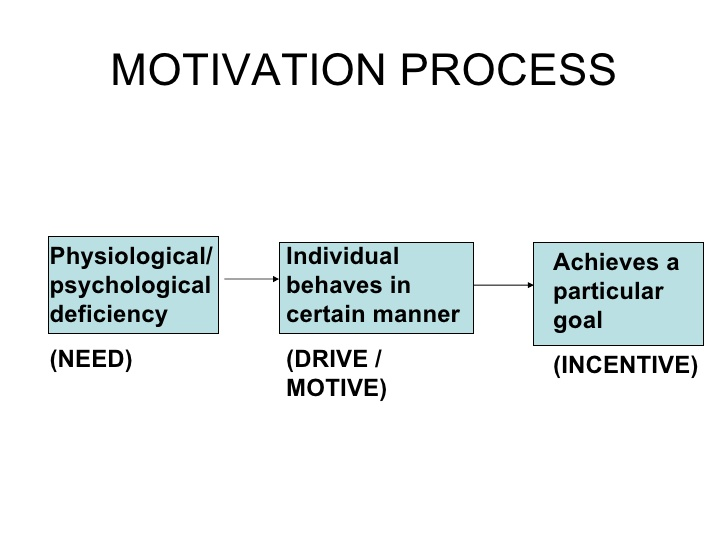 MOTIVATION PROCESS
Physiological/
psychological
deficiency
(NEED)
Individual
behaves in
certain manner
(DRIVE /
MOTIVE)
Achieves a
particular
goal
(INCENTIVE)